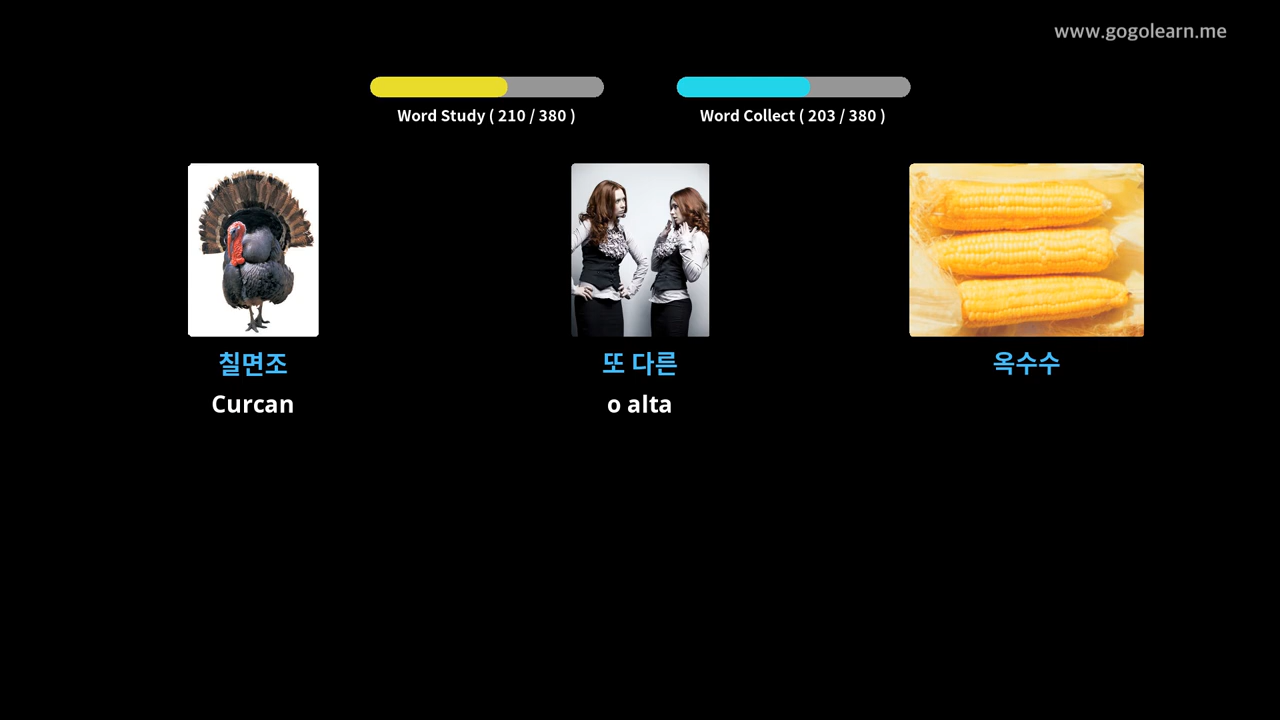 www.gogolearn.me
Word Study ( 210 / 380 )
Word Collect ( 203 / 380 )
칠면조
또 다른
옥수수
Curcan
o alta